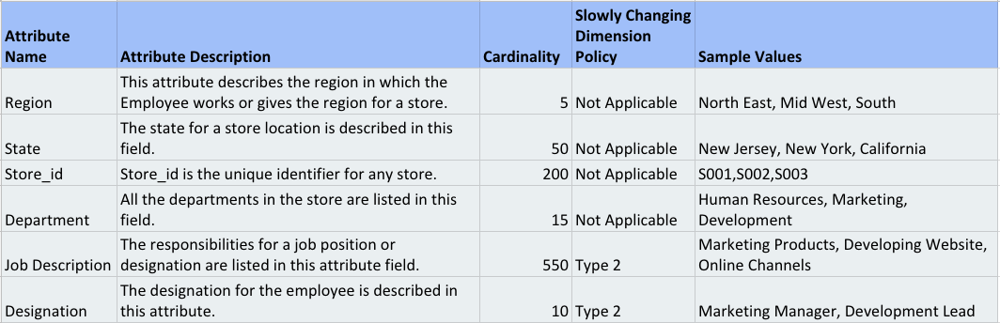 Attribute Name Attribute Description Cardinality Slowly Changing Dimension Policy Sample Values
Region This attribute describes the region in which the Employee works or gives the region for a store. 5 Not Applicable North East, Mid West, South
State The state for a store location is described in this field. 50 Not Applicable New Jersey, New York, California
Store_id Store_id is the unique identifier for any store. 200 Not Applicable S001,S002,S003
Department All the departments in the store are listed in this field. 15 Not Applicable Human Resources, Marketing, Development
Job Description The responsibilities for a job position or designation are listed in this attribute field. 550 Type 2 Marketing Products, Developing Website, Online Channels
Designation The designation for the employee is described in this attribute. 10 Type 2 Marketing Manager, Development Lead